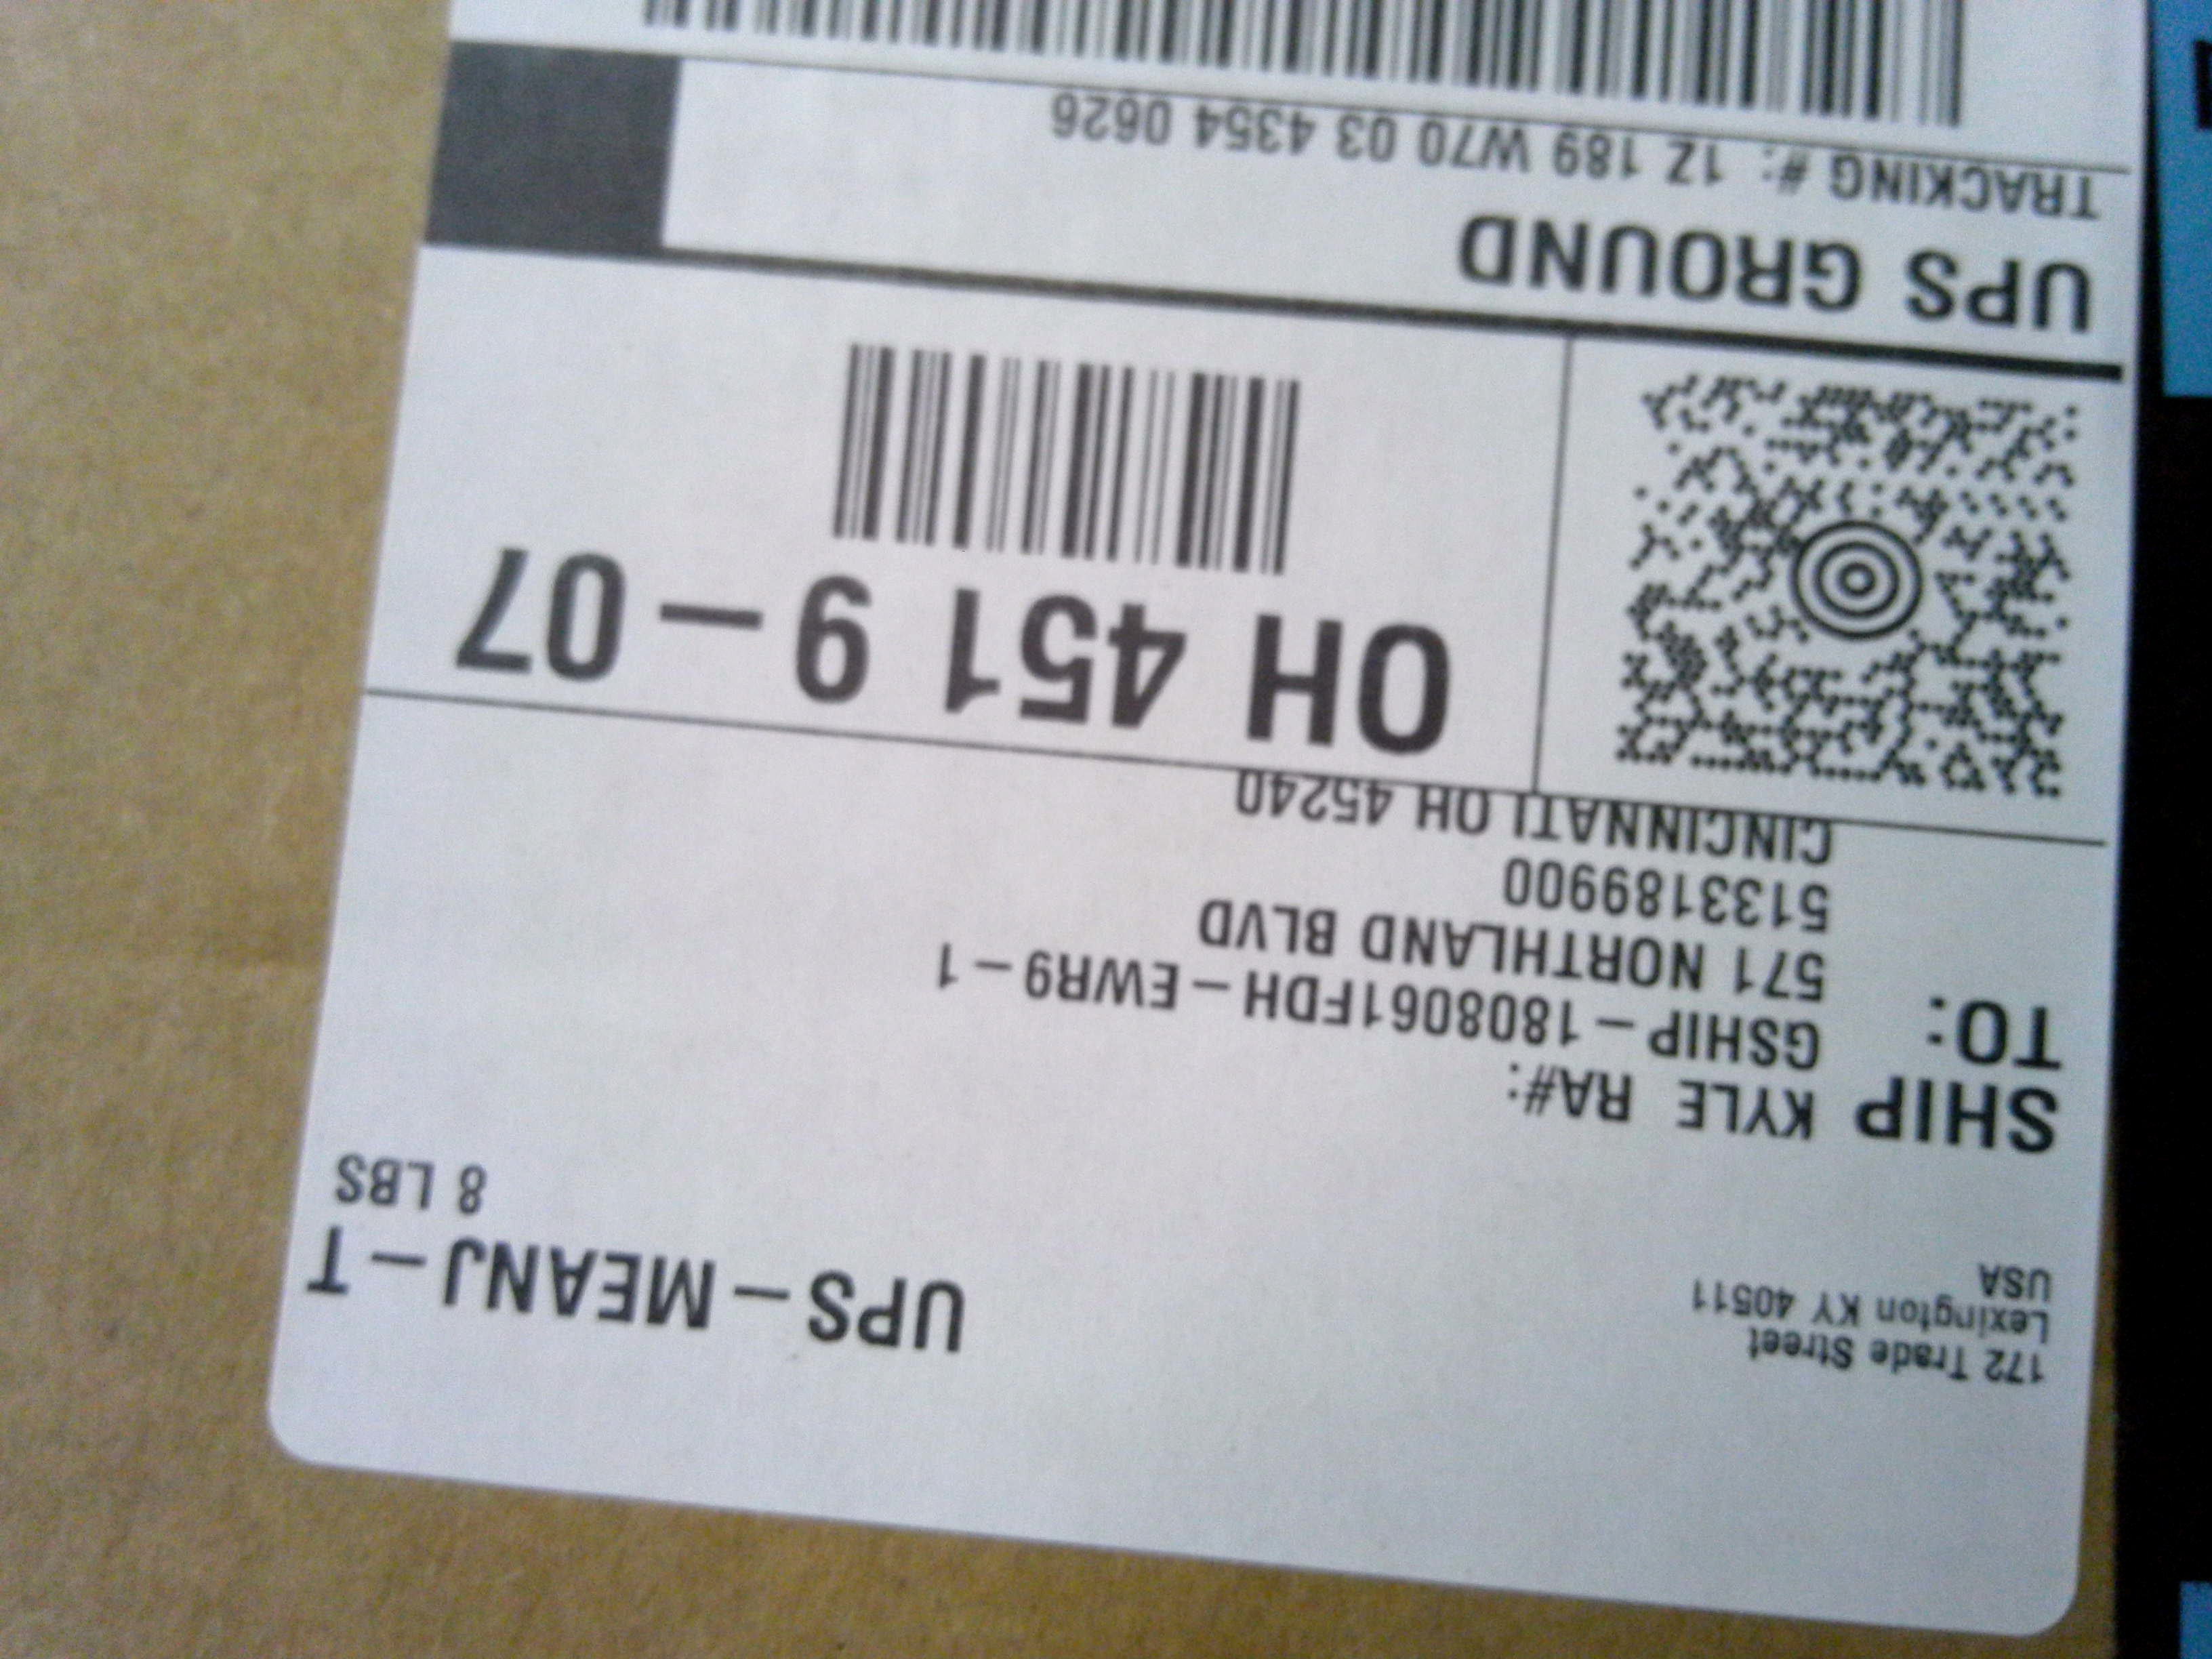 172 Trade Street
Lexington KY 40511
USA
UPS-MEANJ-T
8 LBS
SHIP TO:
KYLE RA#:
GSHIP-1808061FDH-EWR9-1
571 NORTHLAND BLVD
5133189900
CINCINNATI OH 45240
OH 451 9-07
UPS GROUND
TRACKING #: 1Z 189 W70 03 4354 0626